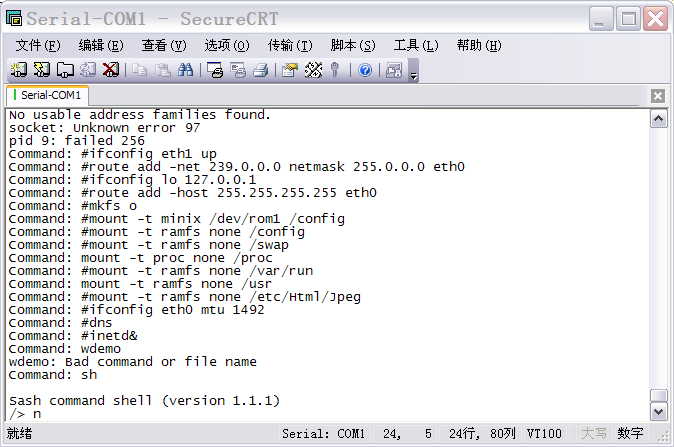 Serial-COM1 - SecureCRT
文件(F) 编辑(E) 查看(V) 选项(O) 传输(T) 脚本(S) 工具(L) 帮助(H)
Serial-COM1
No usable address families found.
socket: Unknown error 97
pid 9: failed 256
Command: #ifconfig eth1 up
Command: #route add -net 239.0.0.0 netmask 255.0.0.0 eth0
Command: #ifconfig lo 127.0.0.1
Command: #route add -host 255.255.255.255 eth0
Command: #mkfs o
Command: #mount -t minix /dev/rom1 /config
Command: #mount -t ramfs none /config
Command: #mount -t ramfs none /swap
Command: mount -t proc none /proc
Command: #mount -t ramfs none /var/run
Command: mount -t ramfs none /usr
Command: #mount -t ramfs none /etc/Html/Jpeg
Command: #ifconfig eth0 mtu 1492
Command: #dns
Command: #inetd&
Command: wdemo
wdemo: Bad command or file name
Command: sh
Sash command shell (version 1.1.1)
/> n
就绪 Serial: COM1 24, 5 24行, 80列 VT100 大写 数字